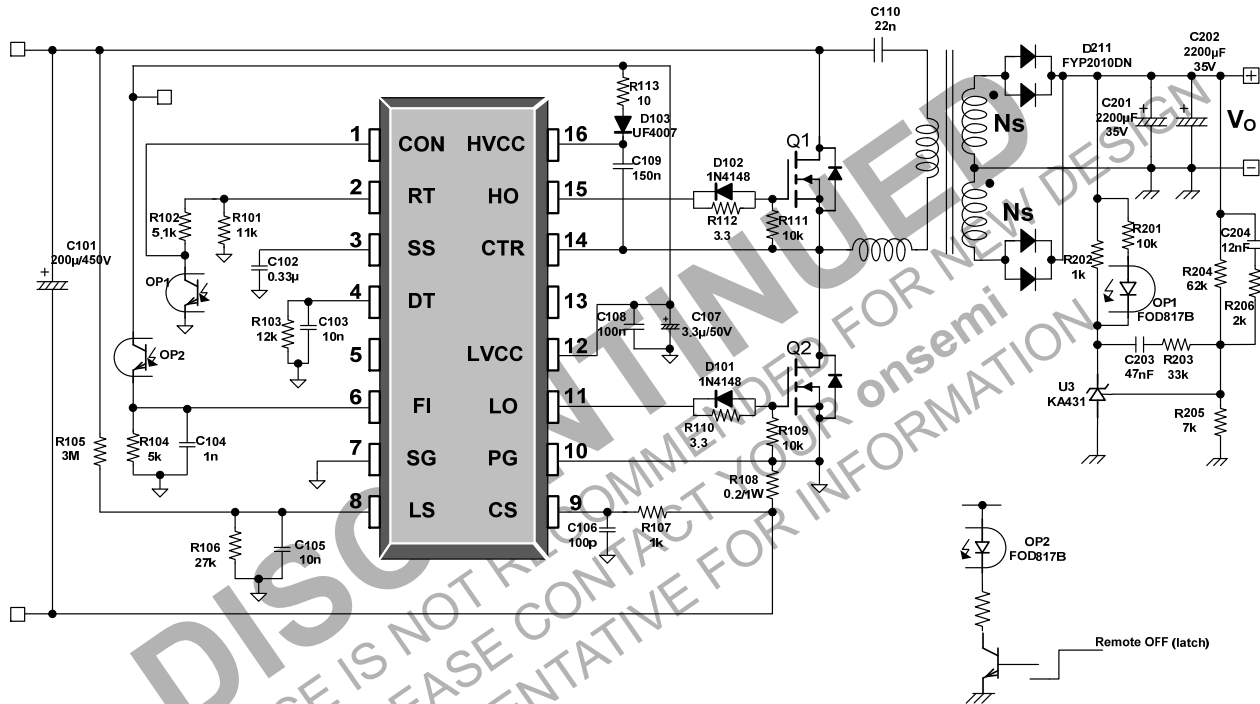 C110
22n
D211
FYP2010DN
C202
2200µF
35V
R113
10
D103
UF4007
C201
2200µF
35V
VO
Ns
1
CON
HVCC
16
C109
150n
Q1
D102
1N4148
2
RT
HO
15
R102
5.1k
R101
11k
R112
3.3
R111
10k
Ns
C101
200µ/450V
3
SS
CTR
14
C102
0.33µ
R201
10k
R202
1k
C204
12nF
R204
62k
OP1
4
DT
13
OP1
FOD817B
R206
2k
R103
12k
C103
10n
C108
100n
C107
3.3µ/50V
5
LVCC
12
OP2
Q2
C203
47nF
R203
33k
D101
1N4148
U3
KA431
6
FI
LO
11
R110
3.3
R109
10k
R205
7k
R105
3M
R104
5k
C104
1n
7
SG
PG
10
R108
0.2/1W
8
LS
CS
9
C106
100p
R107
1k
R106
27k
C105
10n
OP2
FOD817B
Remote OFF (latch)
DISCONTINUED
CE IS NOT RECOMMENDED FOR NEW DESIGN
EASE CONTACT YOUR onsemi
ENTATIVE FOR INFORMATION